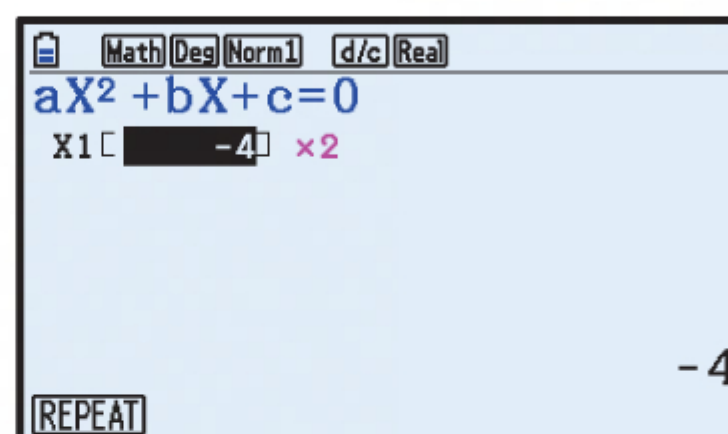 Math Deg Norm1 d/c Real
aX² +bX+c=0
X1[ -4] ×2
-4
REPEAT